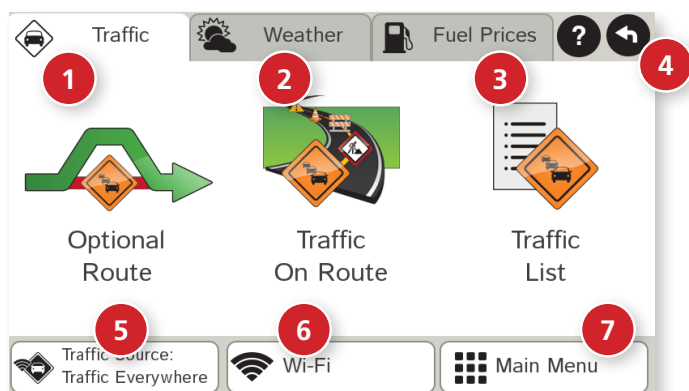 Traffic
Weather
Fuel Prices
?
1
2
3
4
Optional
Route
Traffic
On Route
Traffic
List
5
6
7
Traffic Source:
Traffic Everywhere
Wi-Fi
Main Menu